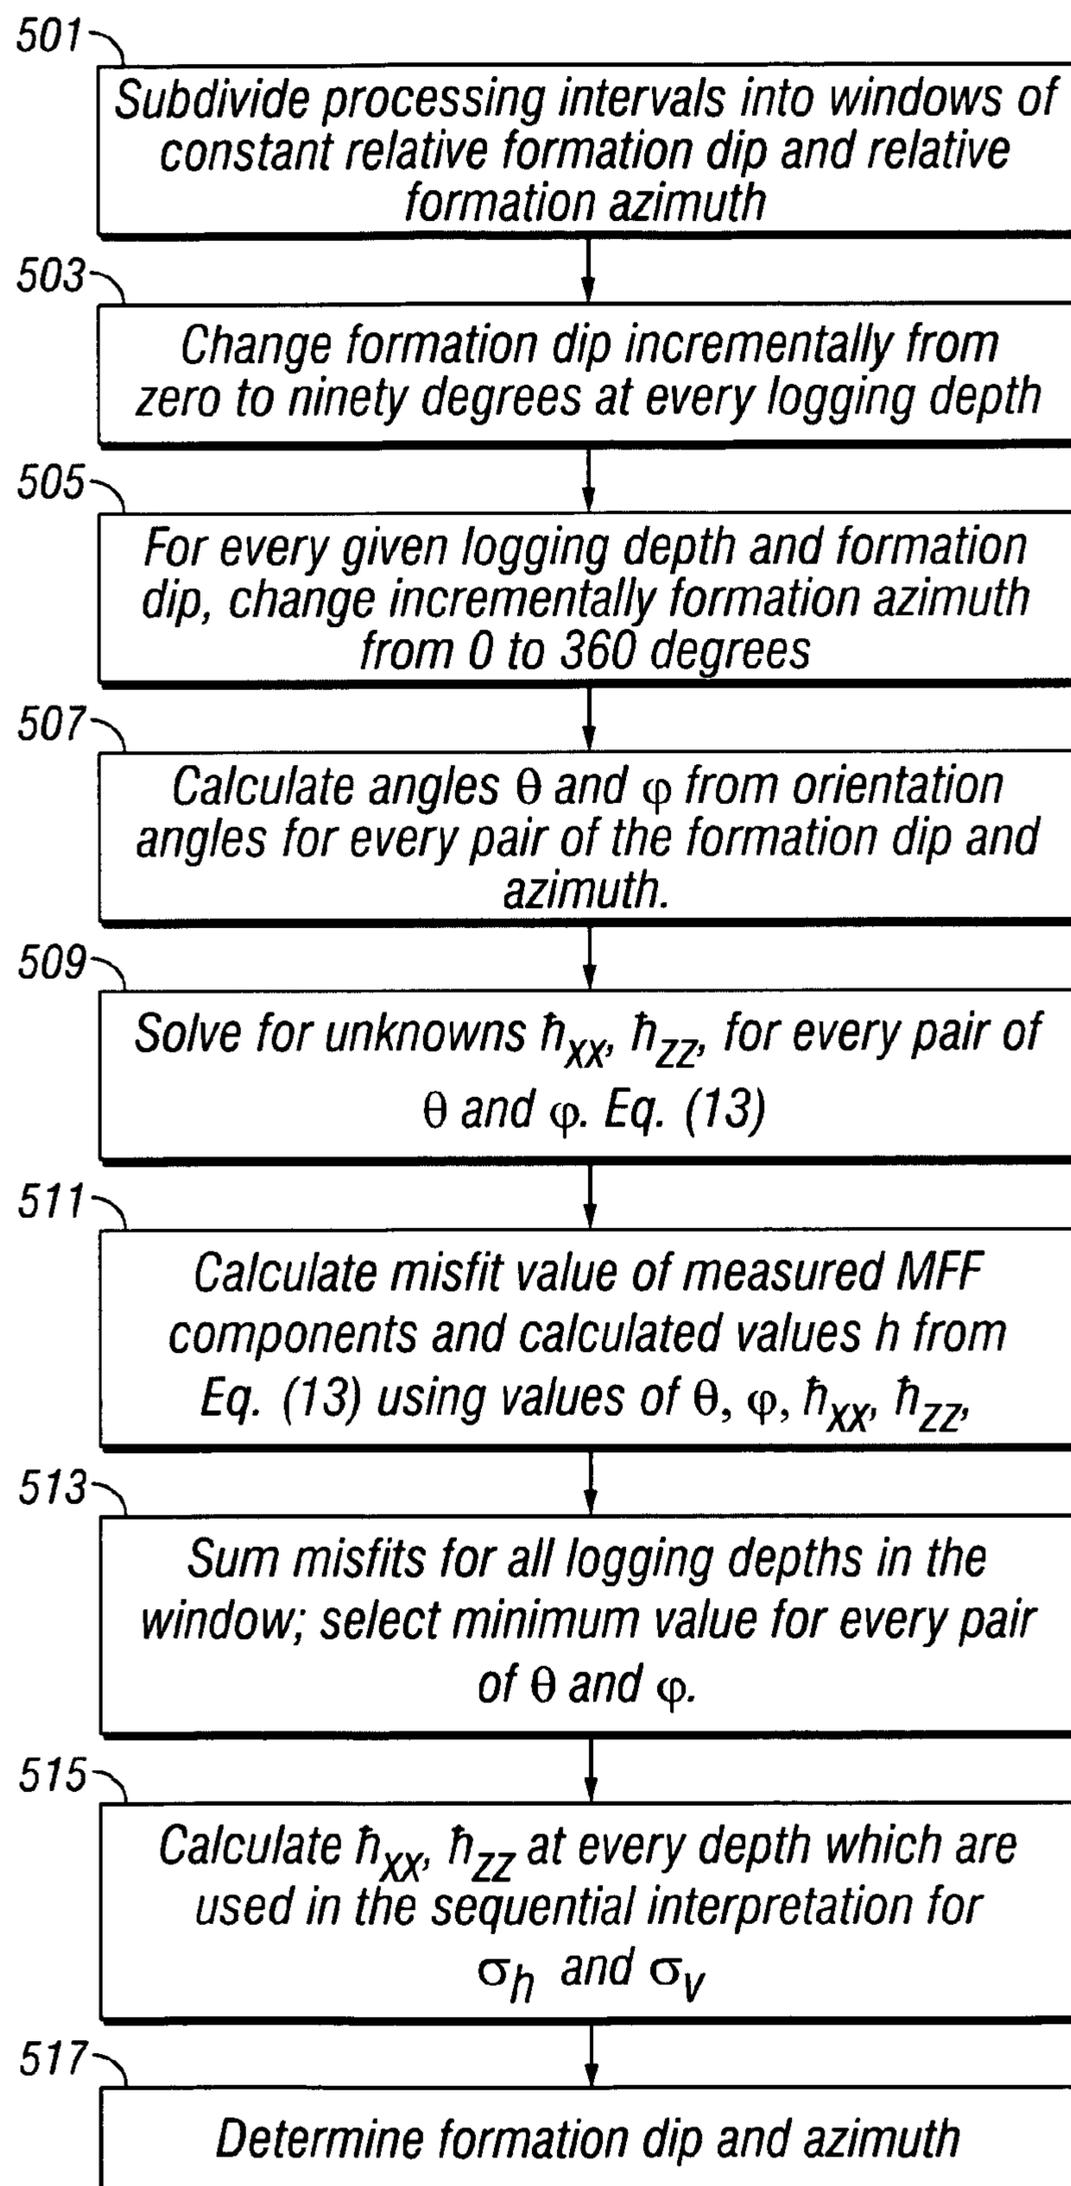 501
Subdivide processing intervals into windows of
constant relative formation dip and relative
formation azimuth
503
Change formation dip incrementally from
zero to ninety degrees at every logging depth
505
For every given logging depth and formation
dip, change incrementally formation azimuth
from 0 to 360 degrees
507
Calculate angles θ and φ from orientation
angles for every pair of the formation dip and
azimuth.
509
Solve for unknowns ħxx, ħzz, for every pair of
θ and φ. Eq. (13)
511
Calculate misfit value of measured MFF
components and calculated values h from
Eq. (13) using values of θ, φ, ħxx, ħzz,
513
Sum misfits for all logging depths in the
window; select minimum value for every pair
of θ and φ.
515
Calculate ħxx, ħzz at every depth which are
used in the sequential interpretation for
σh and σv
517
Determine formation dip and azimuth